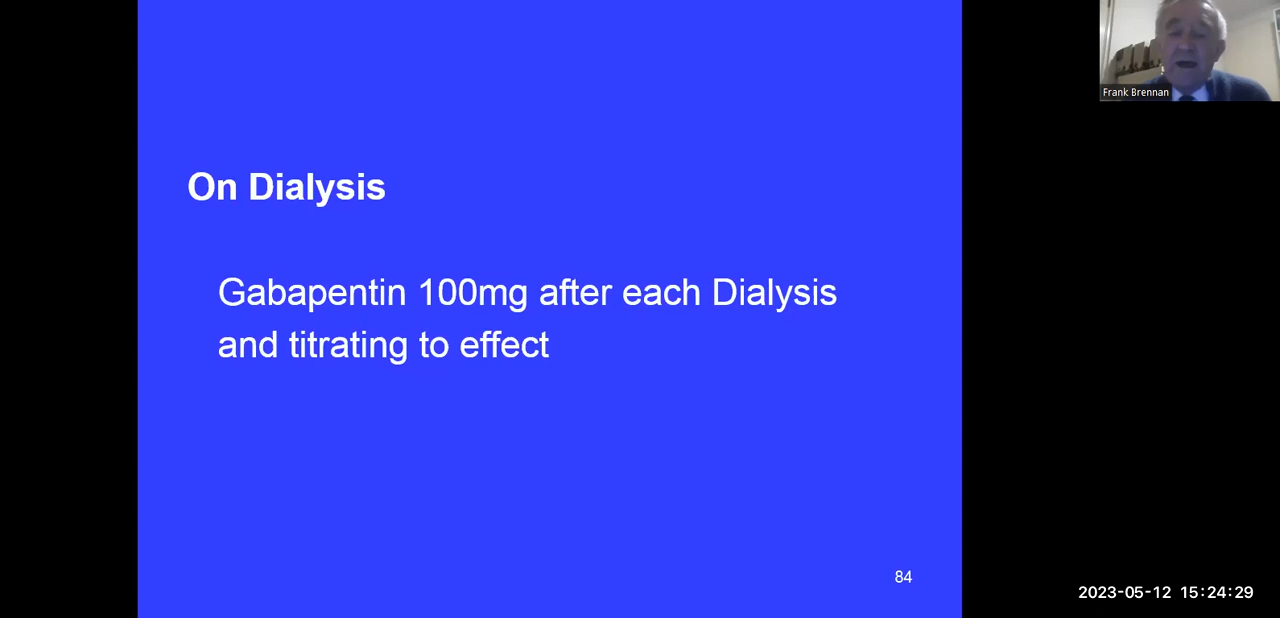 Frank Brennan
On Dialysis
Gabapentin 100mg after each Dialysis
and titrating to effect
84
2023-05-12 15:24:29